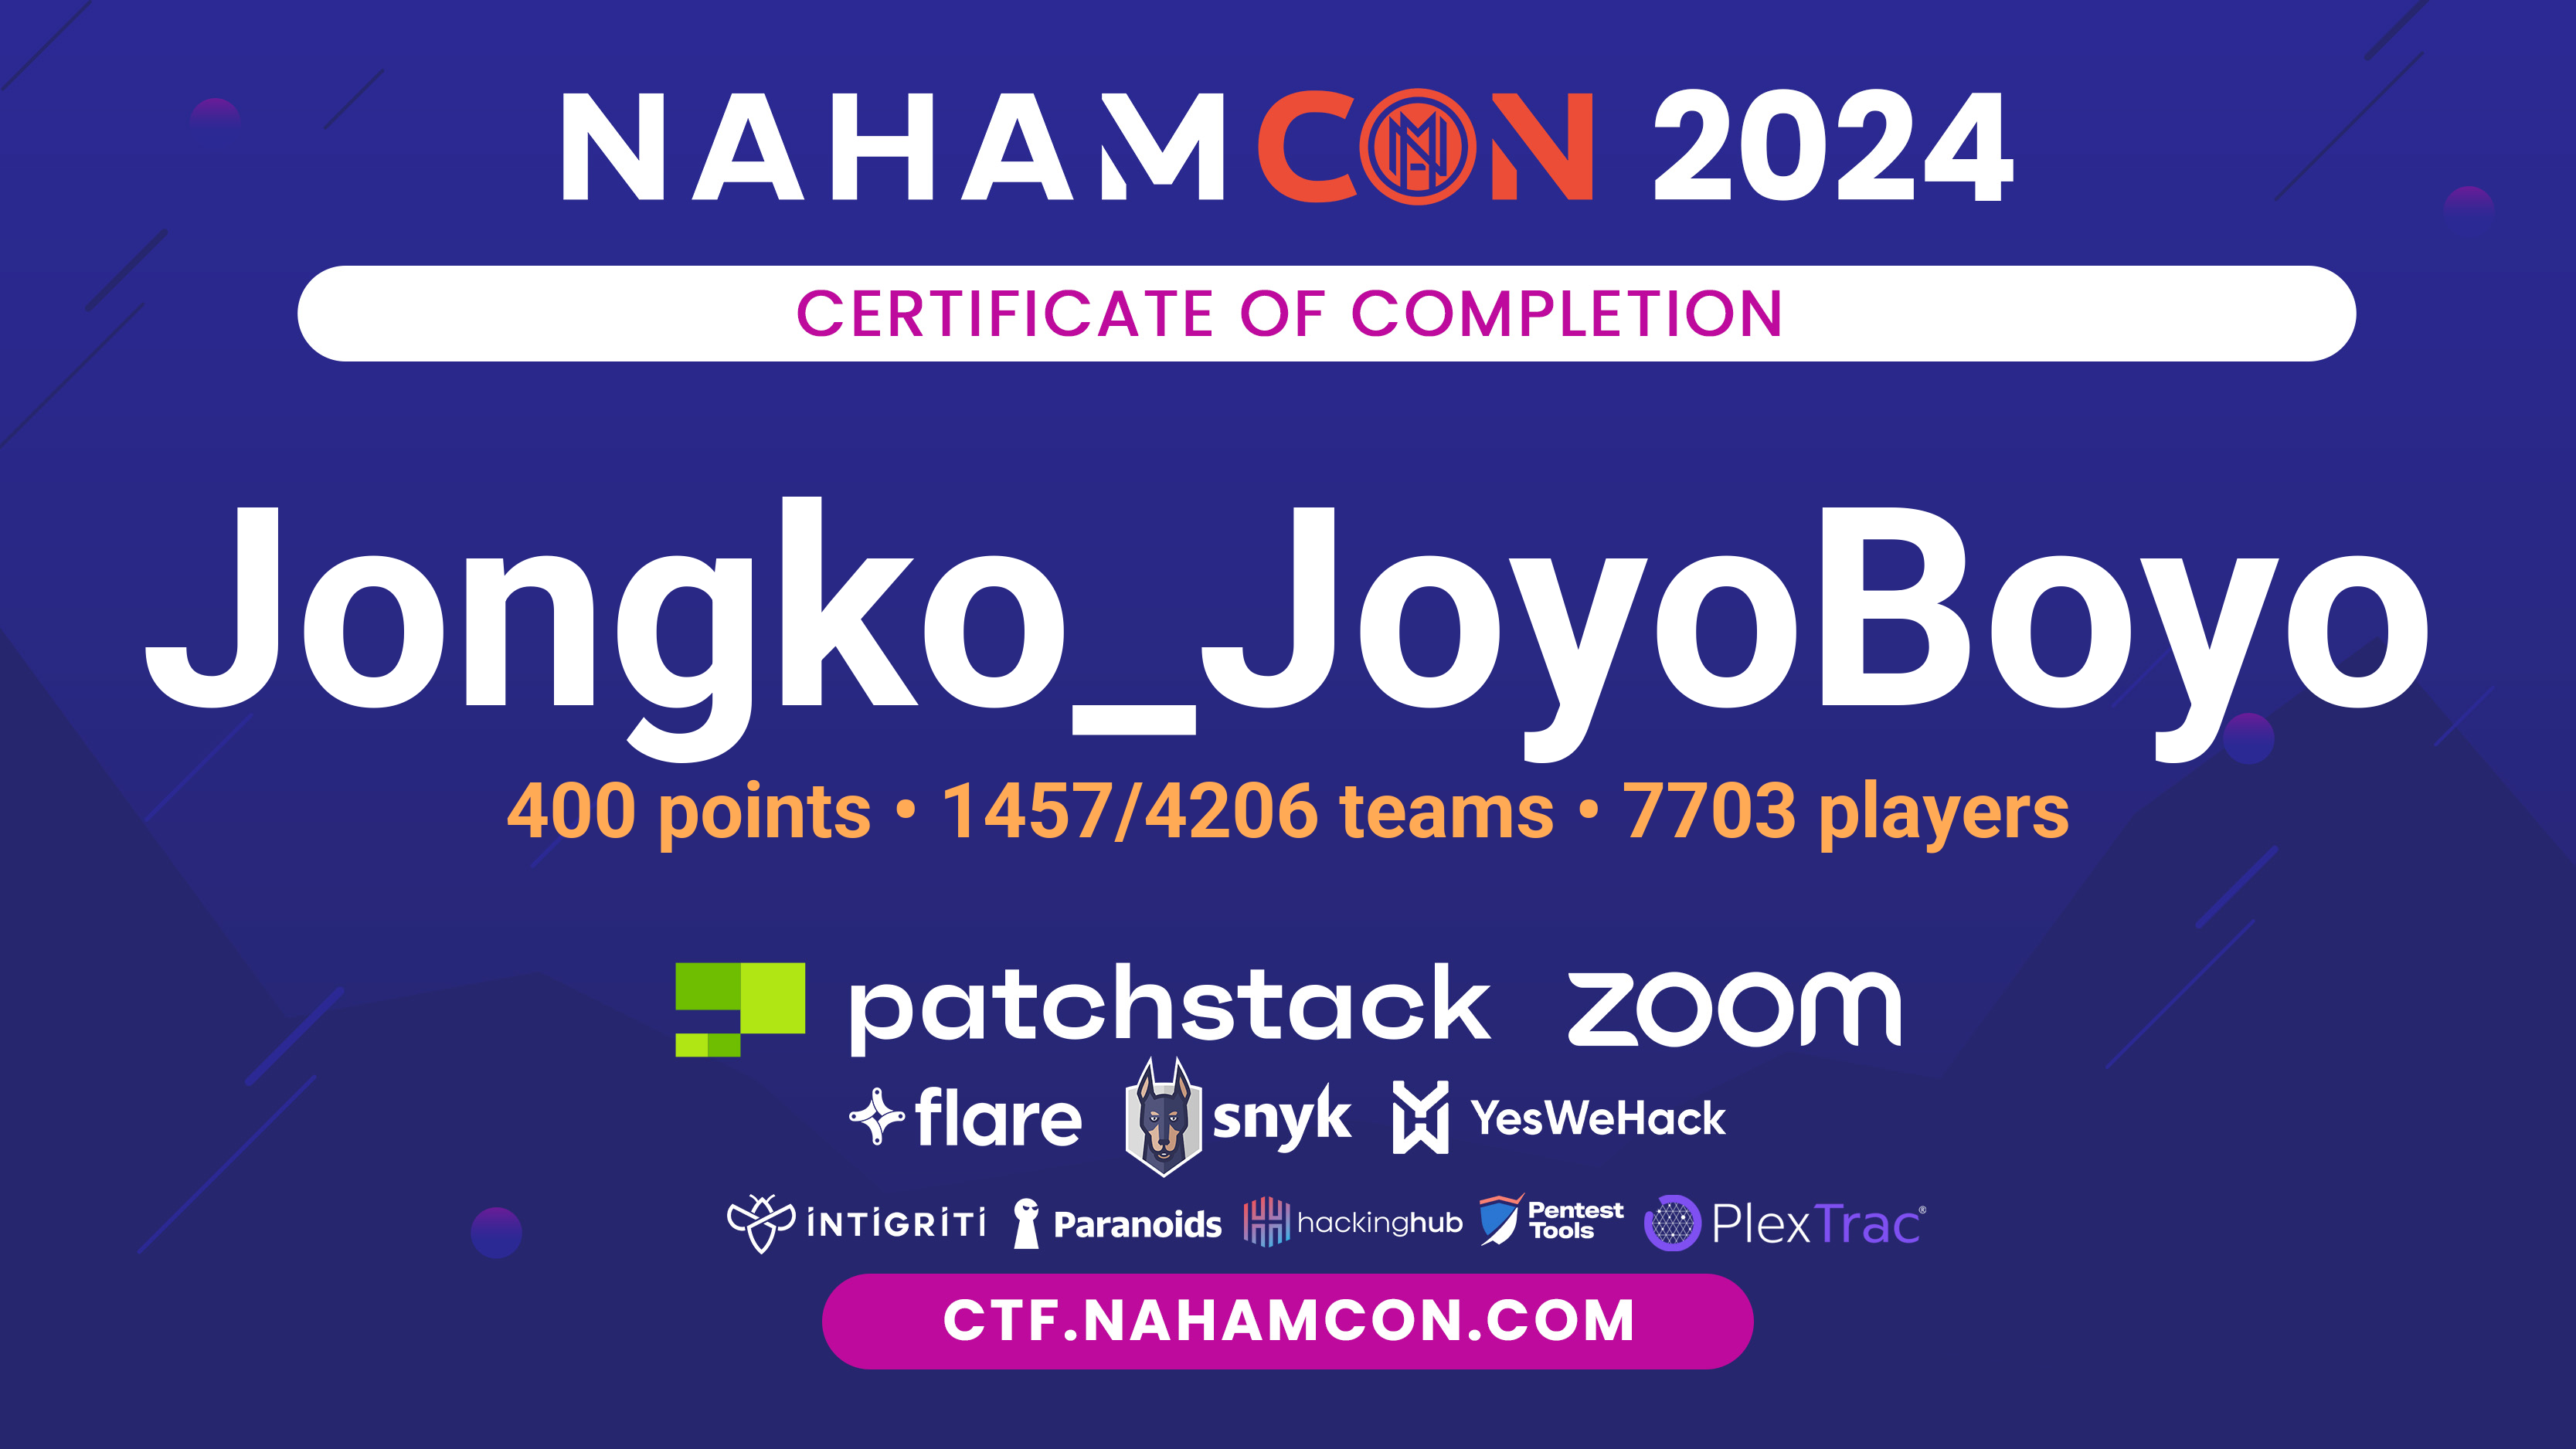 NAHAMCON 2024
CERTIFICATE OF COMPLETION
Jongko_JoyoBoyo
400 points • 1457/4206 teams • 7703 players
patchstack zoom
flare snyk YesWeHack
INTIGRITI Paranoids hackinghub Pentest Tools PlexTrac®
CTF.NAHAMCON.COM